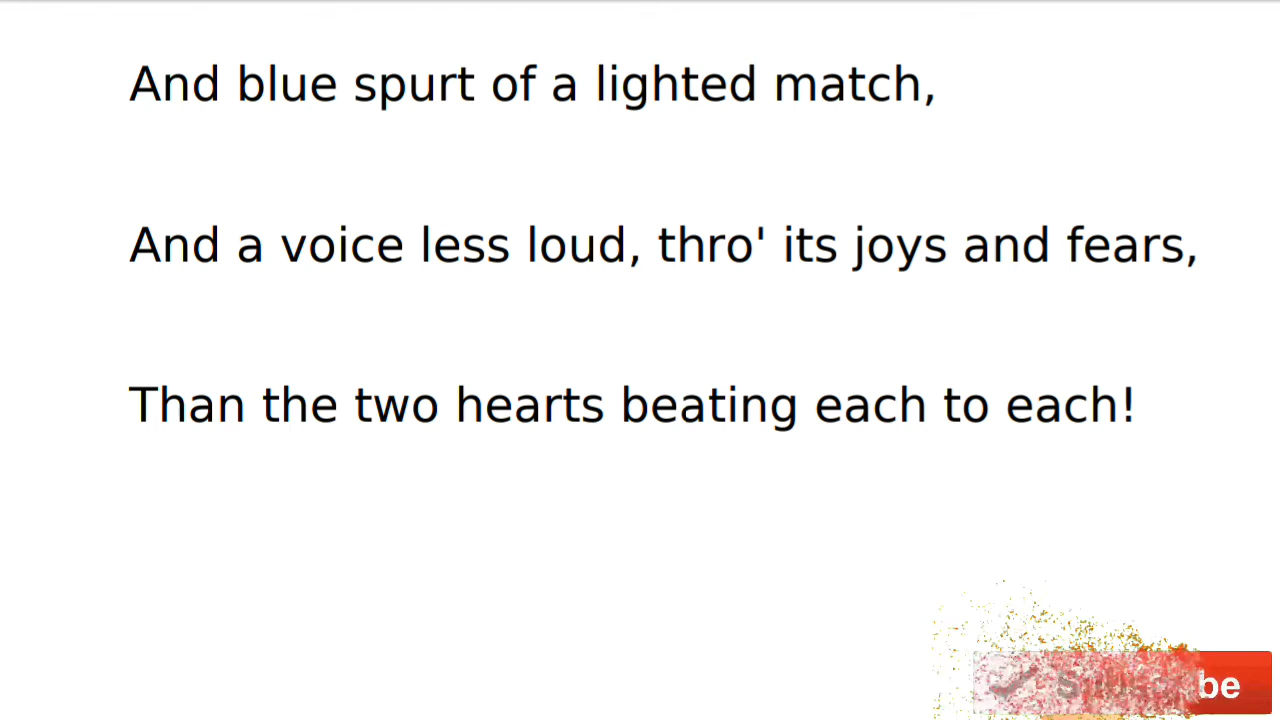 And blue spurt of a lighted match,
And a voice less loud, thro' its joys and fears,
Than the two hearts beating each to each!
Subscribe